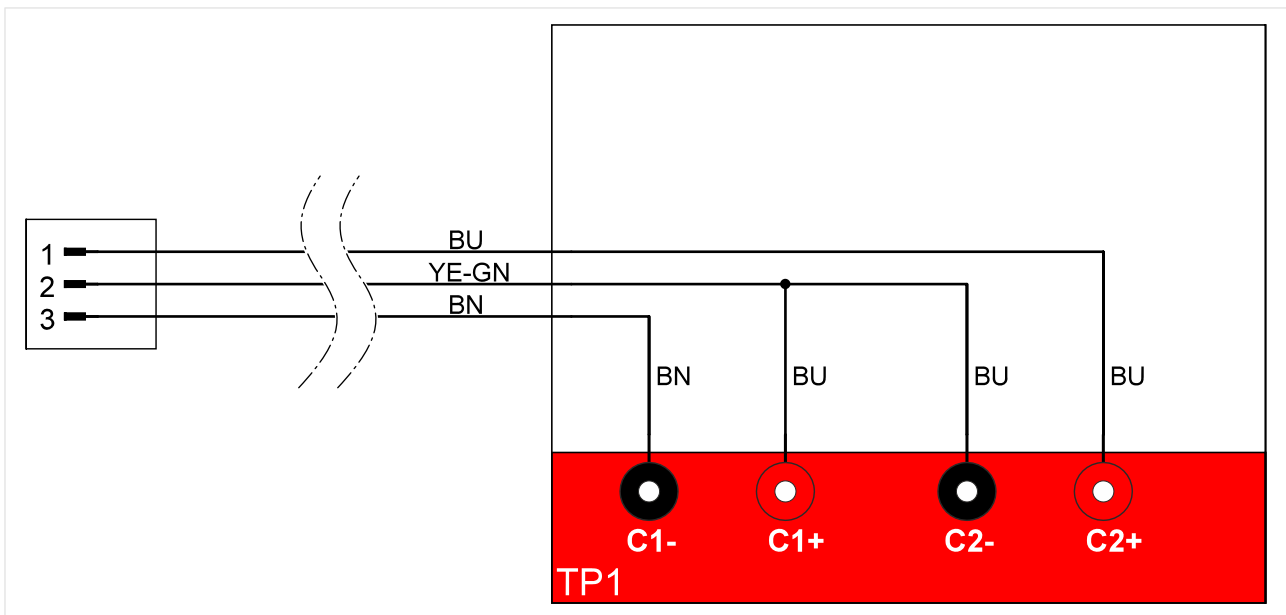 1
BU
2
YE-GN
3
BN
BN BU BU BU
C1- C1+ C2- C2+
TP1